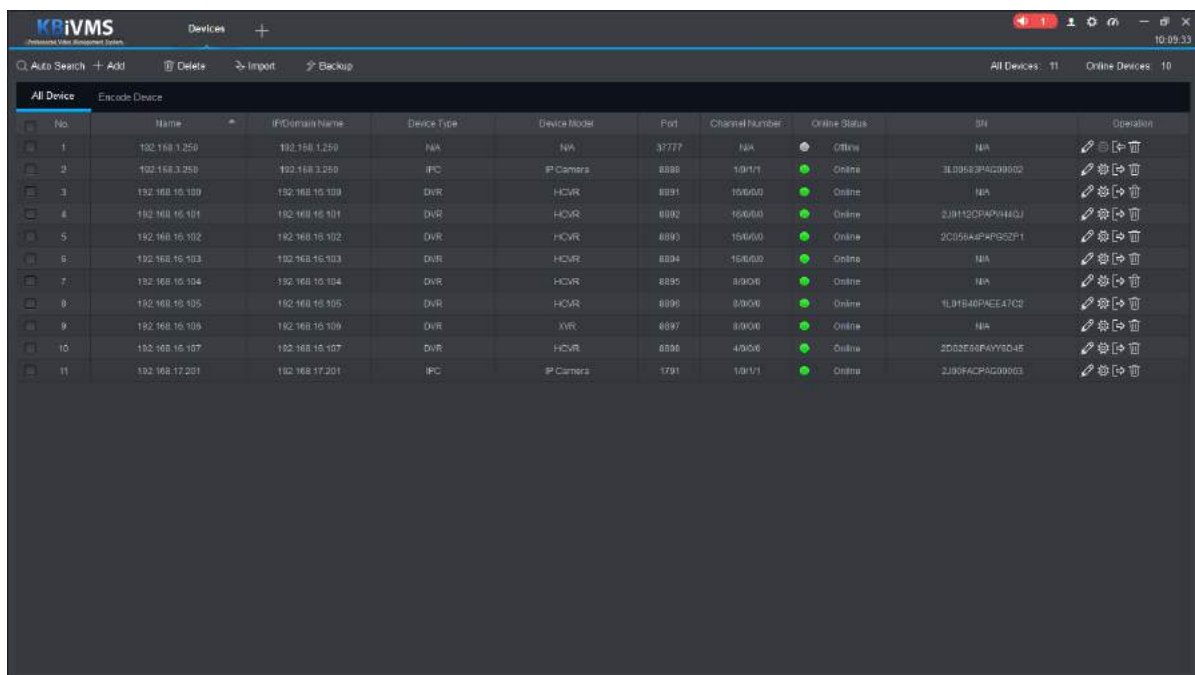 KBiVMS Devices 1
Professional Video Management System
10:09:33
Auto Search Add Delete Import Backup All Devices: 11 Online Devices: 10
All Device Encode Device
No. Name IP/Domain Name Device Type Device Model Port Channel Number Online Status SN Operation
1 192.168.1.250 192.168.1.250 N/A N/A 37777 N/A Offline N/A
2 192.168.3.250 192.168.3.250 IPC IP Camera 8888 1/0/1/1 Online
3 192.168.16.100 192.168.16.100 DVR HCVR 8891 16/0/0/0 Online N/A
4 192.168.16.101 192.168.16.101 DVR HCVR 8892 16/0/0/0 Online
5 192.168.16.102 192.168.16.102 DVR HCVR 8893 16/0/0/0 Online
6 192.168.16.103 192.168.16.103 DVR HCVR 8894 16/0/0/0 Online N/A
7 192.168.16.104 192.168.16.104 DVR HCVR 8895 8/0/0/0 Online N/A
8 192.168.16.105 192.168.16.105 DVR HCVR 8896 8/0/0/0 Online
9 192.168.16.106 192.168.16.106 DVR XVR 8897 8/0/0/0 Online N/A
10 192.168.16.107 192.168.16.107 DVR HCVR 8898 4/0/0/0 Online
11 192.168.17.201 192.168.17.201 IPC IP Camera 1791 1/0/1/1 Online